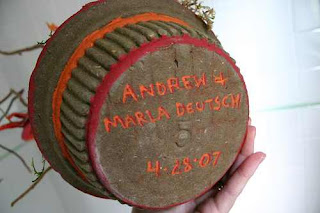 ANDREW &
MARLA DEUTSCH
4-28-07